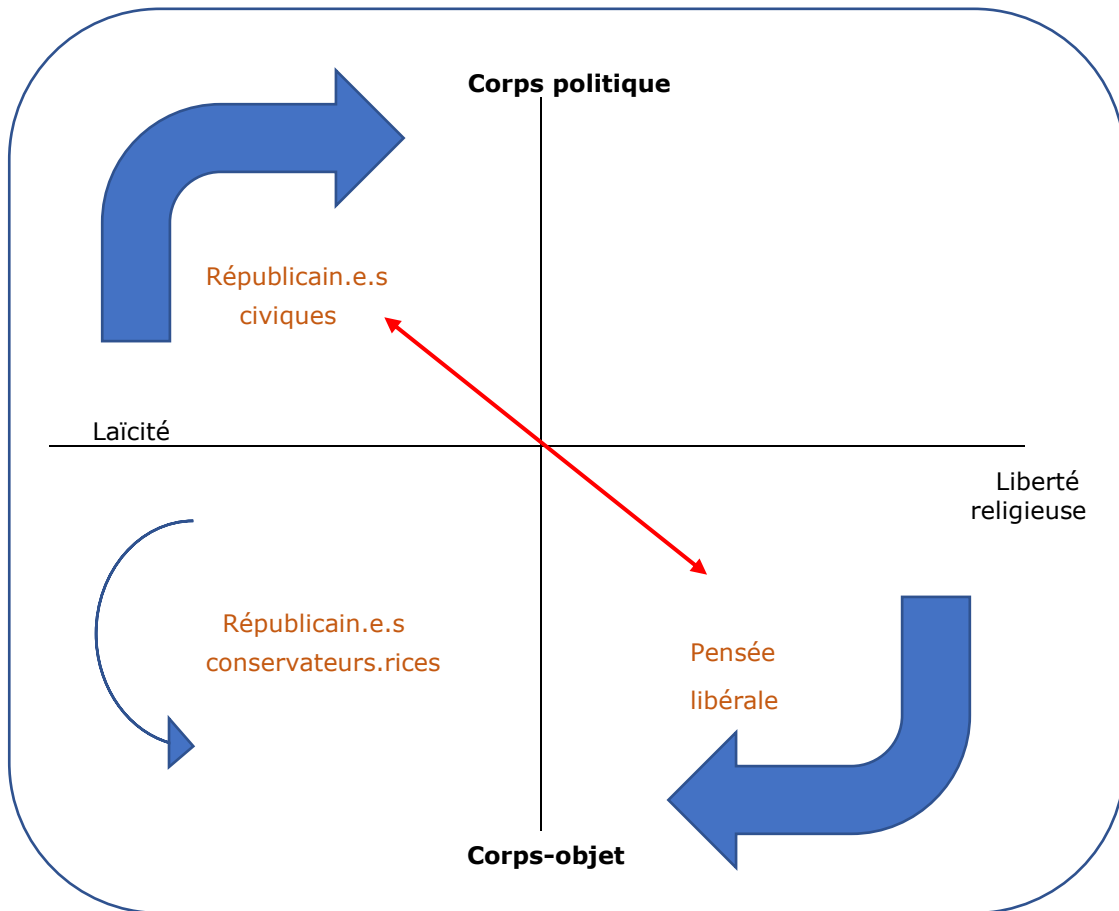 Corps politique
Républicain.e.s
civiques
Laïcité
Liberté
religieuse
Républicain.e.s
conservateurs.rices
Pensée
libérale
Corps-objet